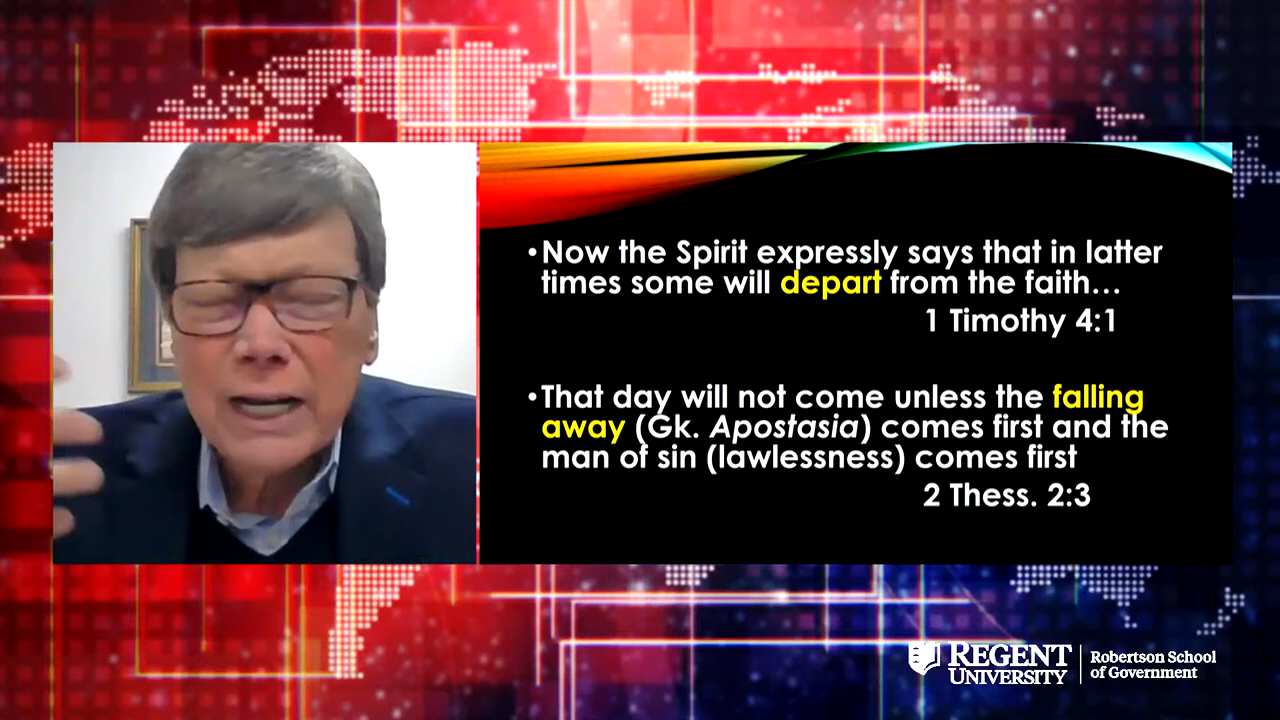 •Now the Spirit expressly says that in latter
times some will depart from the faith…
1 Timothy 4:1
•That day will not come unless the falling
away (Gk. Apostasia) comes first and the
man of sin (lawlessness) comes first
2 Thess. 2:3
REGENT
UNIVERSITY
Robertson School
of Government